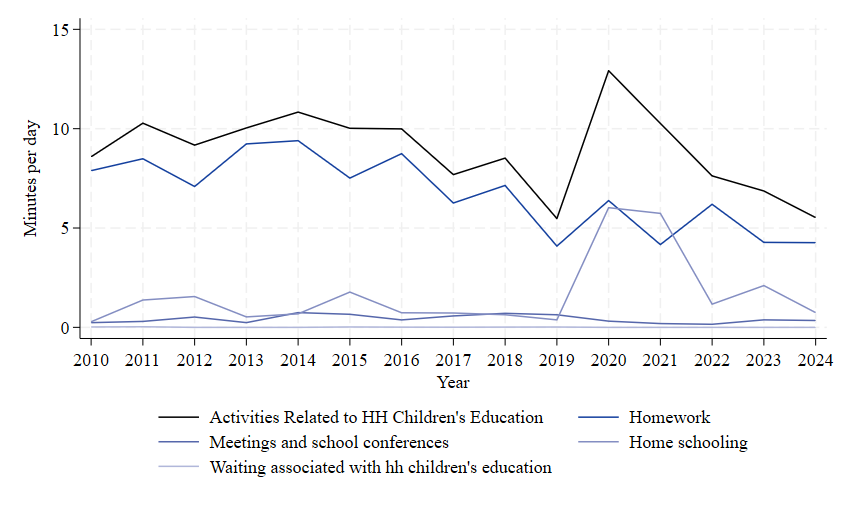 15
10
5
0
Minutes per day
2010 2011 2012 2013 2014 2015 2016 2017 2018 2019 2020 2021 2022 2023 2024
Year
Activities Related to HH Children's Education
Homework
Meetings and school conferences
Home schooling
Waiting associated with hh children's education